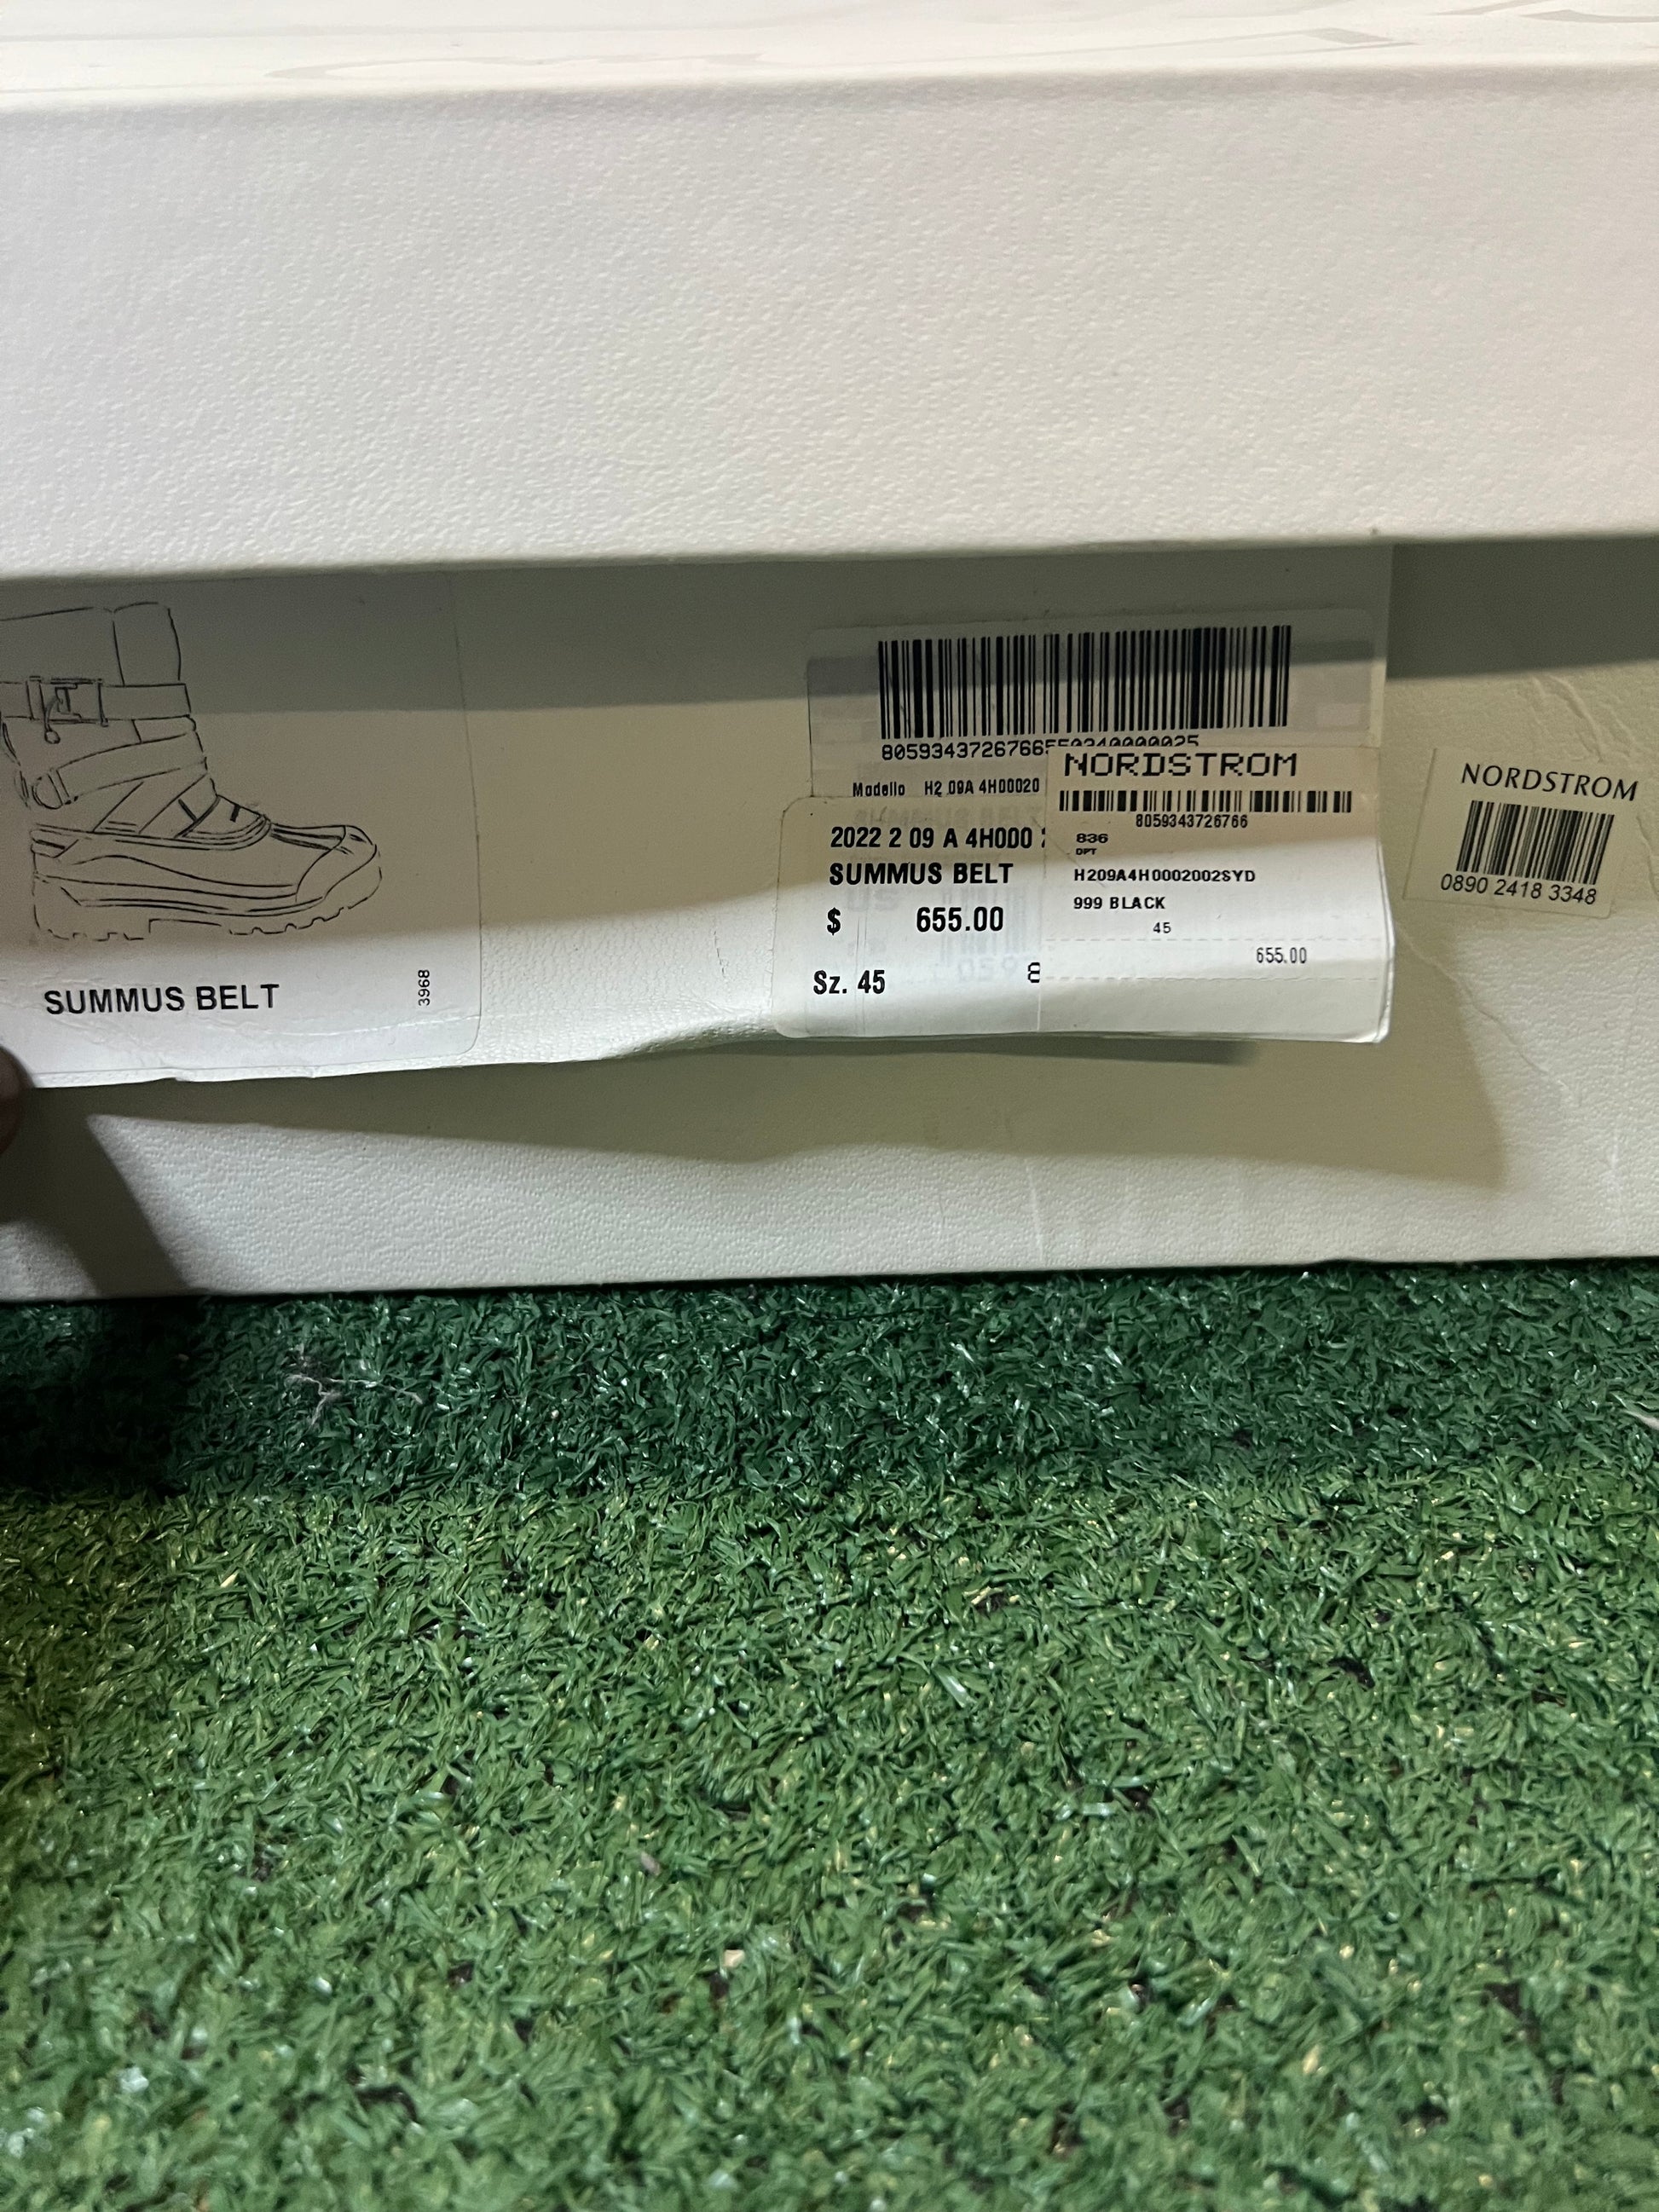 SUMMUS BELT
3968
Modello H2 09A 4H00020
2022 2 09 A 4H000
SUMMUS BELT
$ 655.00
Sz. 45 8
NORDSTROM
8059343726766
836
DPT
H209A4H0002002SYD
999 BLACK
45
655.00
NORDSTROM
0890 2418 3348